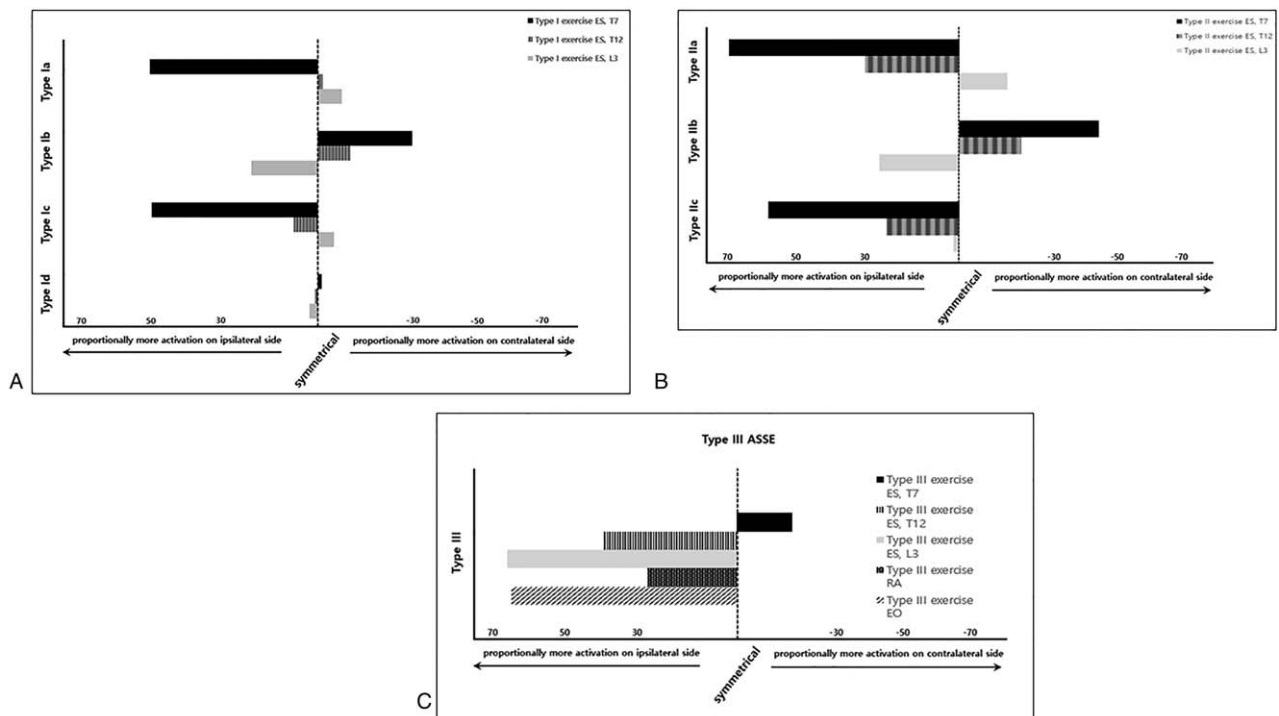 Type I exercise ES, T7
Type I exercise ES, T12
Type I exercise ES, L3
Type Ia
Type Ib
Type Ic
Type Id
70 50 30 -30 -50 -70
proportionally more activation on ipsilateral side
symmetrical
proportionally more activation on contralateral side
A
Type II exercise ES, T7
Type II exercise ES, T12
Type II exercise ES, L3
Type IIa
Type IIb
Type IIc
70 50 30 -30 -50 -70
proportionally more activation on ipsilateral side
symmetrical
proportionally more activation on contralateral side
B
Type III ASSE
Type III exercise
ES, T7
Type III exercise
ES, T12
Type III exercise
ES, L3
Type III exercise
RA
Type III exercise
EO
Type III
70 50 30 -30 -50 -70
proportionally more activation on ipsilateral side
symmetrical
proportionally more activation on contralateral side
C